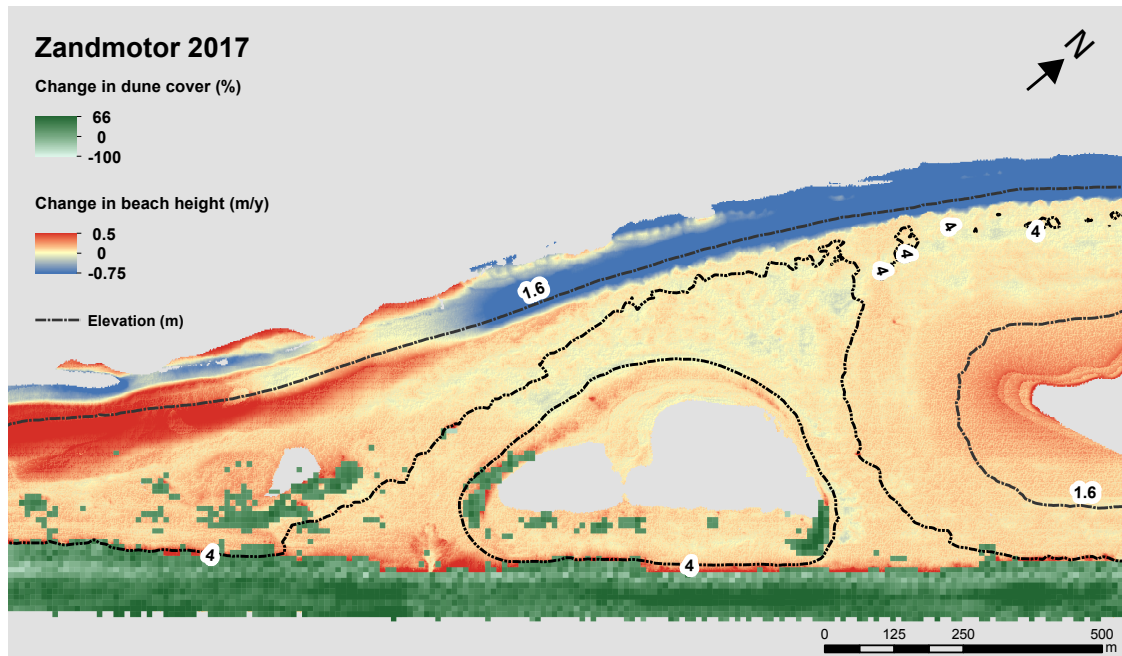 Zandmotor 2017
N
Change in dune cover (%)
66
0
-100
Change in beach height (m/y)
0.5
0
-0.75
Elevation (m)
1.6
4
4
4
4
1.6
4
4
0 125 250 500
m